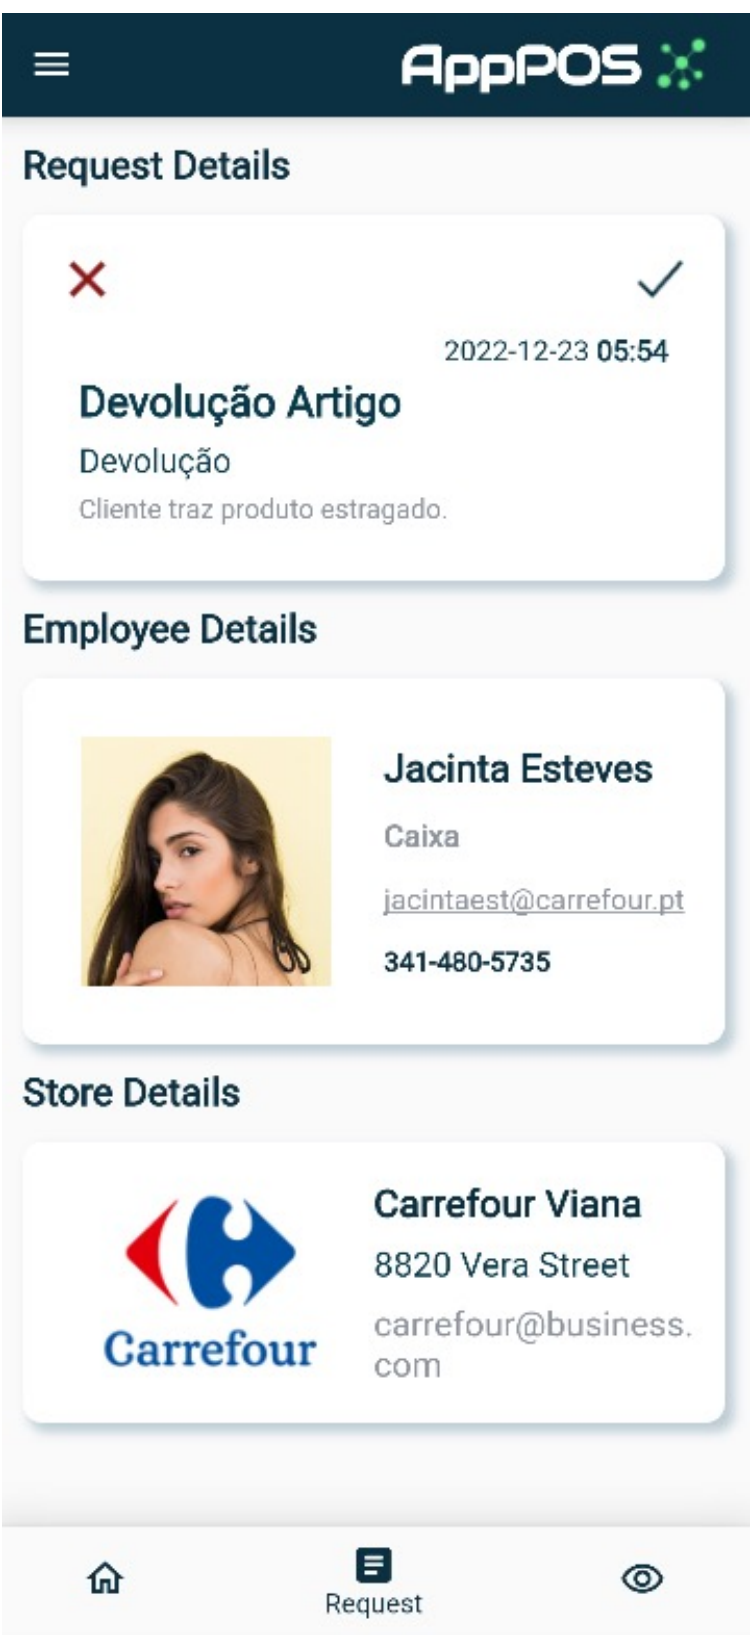 AppPOS
Request Details
2022-12-23 05:54
Devolução Artigo
Devolução
Cliente traz produto estragado.
Employee Details
Jacinta Esteves
Caixa
jacintaest@carrefour.pt
341-480-5735
Store Details
Carrefour
Carrefour Viana
8820 Vera Street
carrefour@business.
com
Request